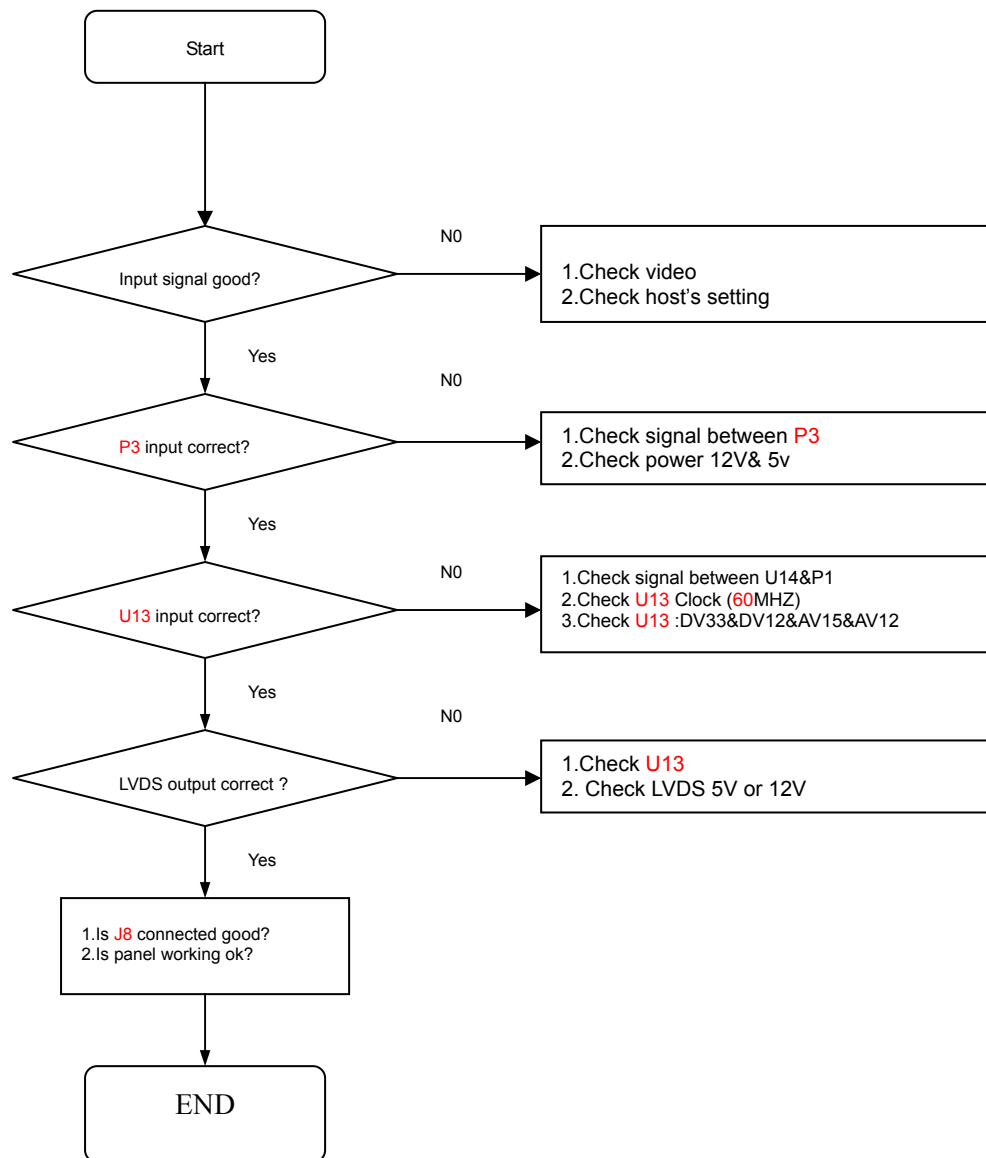 Start
Input signal good?
N0
1.Check video
2.Check host's setting
Yes
N0
P3 input correct?
1.Check signal between P3
2.Check power 12V& 5v
Yes
N0
U13 input correct?
1.Check signal between U14&P1
2.Check U13 Clock (60MHZ)
3.Check U13 :DV33&DV12&AV15&AV12
Yes
N0
LVDS output correct ?
1.Check U13
2. Check LVDS 5V or 12V
Yes
1.Is J8 connected good?
2.Is panel working ok?
END